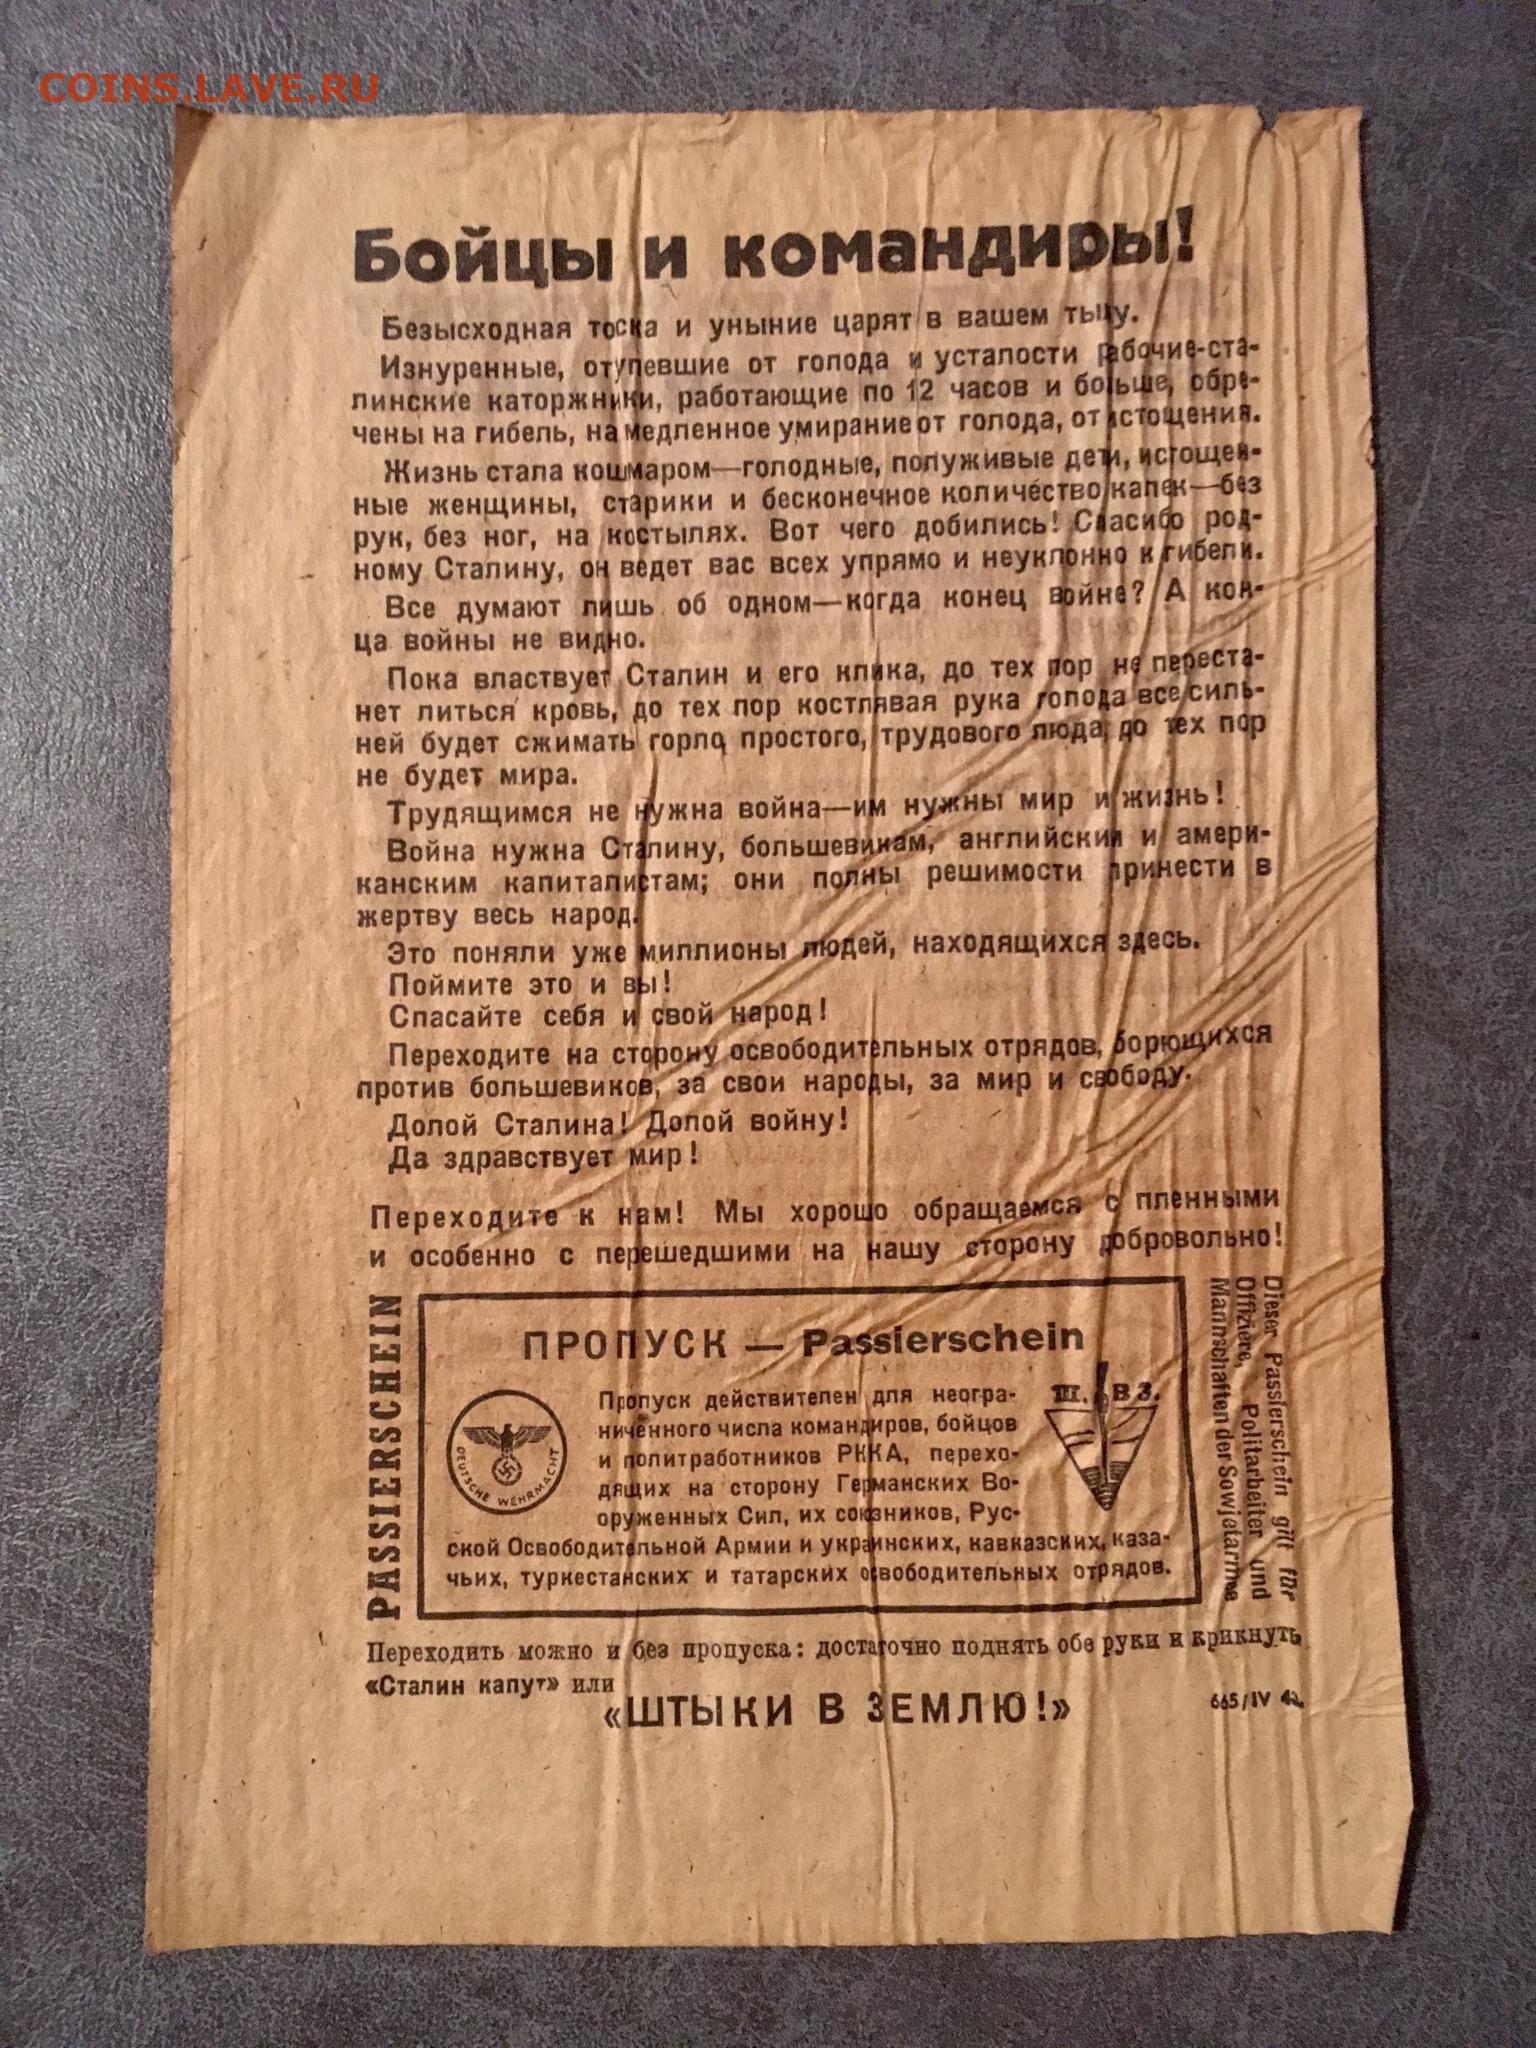 COINS.LAVE.RU
Бойцы и командиры!
Безысходная тоска и уныние царят в вашем тылу.
Изнуренные, отупевшие от голода и усталости рабочие-ста-
линские каторжники, работающие по 12 часов и больше, обре-
чены на гибель, на медленное умирание от голода, от истощения.
Жизнь стала кошмаром—голодные, полуживые дети, истощен-
ные женщины, старики и бесконечное количество калек—без
рук, без ног, на костылях. Вот чего добились! Спасибо род-
ному Сталину, он ведет вас всех упрямо и неуклонно к гибели.
Все думают лишь об одном—когда конец войне? А кон-
ца войны не видно.
Пока властвует Сталин и его клика, до тех пор не переста-
нет литься кровь, до тех пор костлявая рука голода все силь-
ней будет сжимать горло простого, трудового люда, до тех пор
не будет мира.
Трудящимся не нужна война—им нужны мир и жизнь!
Война нужна Сталину, большевикам, английским и амери-
канским капиталистам; они полны решимости принести в
жертву весь народ.
Это поняли уже миллионы людей, находящихся здесь.
Поймите это и вы!
Спасайте себя и свой народ!
Переходите на сторону освободительных отрядов, борющихся
против большевиков, за свои народы, за мир и свободу.
Долой Сталина! Долой войну!
Да здравствует мир!
Переходите к нам! Мы хорошо обращаемся с пленными
и особенно с перешедшими на нашу сторону добровольно!
PASSIERSCHEIN
ПРОПУСК — Passierschein
DEUTSCHE WEHRMACHT
Пропуск действителен для неогра-
ниченного числа командиров, бойцов
и политработников РККА, перехо-
дящих на сторону Германских Во-
оруженных Сил, их союзников, Рус-
ской Освободительной Армии и украинских, кавказских, каза-
чьих, туркестанских и татарских освободительных отрядов.
Ш. В З.
Dieser Passierschein gilt für
Offiziere, Politarbeiter und
Mannschaften der Sowjetarmee
Переходить можно и без пропуска: достаточно поднять обе руки и крикнуть
«Сталин капут» или
«ШТЫКИ В ЗЕМЛЮ!»
665/IV